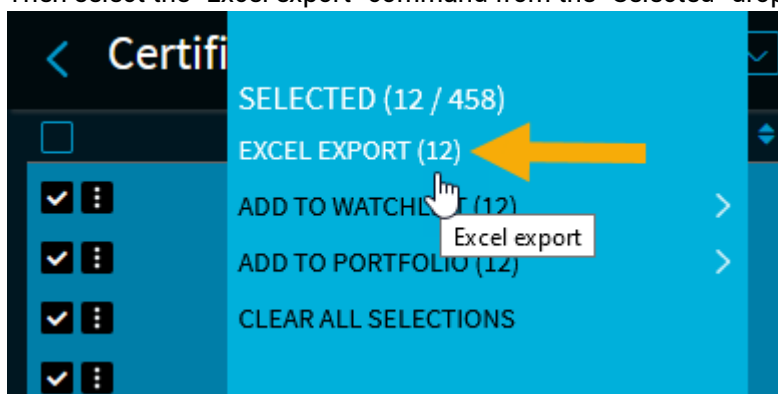 Then select the "Excel export" command from the "Selected" drop
Certifi
SELECTED (12 / 458)
EXCEL EXPORT (12)
ADD TO WATCHLIST (12)
Excel export
ADD TO PORTFOLIO (12)
CLEAR ALL SELECTIONS